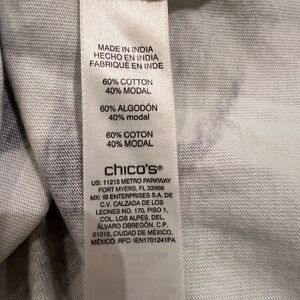 MADE IN INDIA
HECHO EN INDIA
FABRIQUÉ EN INDE
60% COTTON
40% MODAL
60% ALGODÓN
40% modal
60% COTON
40% MODAL
chico's®
US: 11215 METRO PARKWAY
FORT MYERS, FL 33966
MX: IB ENTERPRISES S.A. DE
C.V. CALZADA DE LOS
LEONES NO. 170, PISO 1,
COL. LOS ALPES, DEL.
ÁLVARO OBREGÓN, C.P.
01010, CIUDAD DE MÉXICO,
MÉXICO. RFC: IEN1701241PA